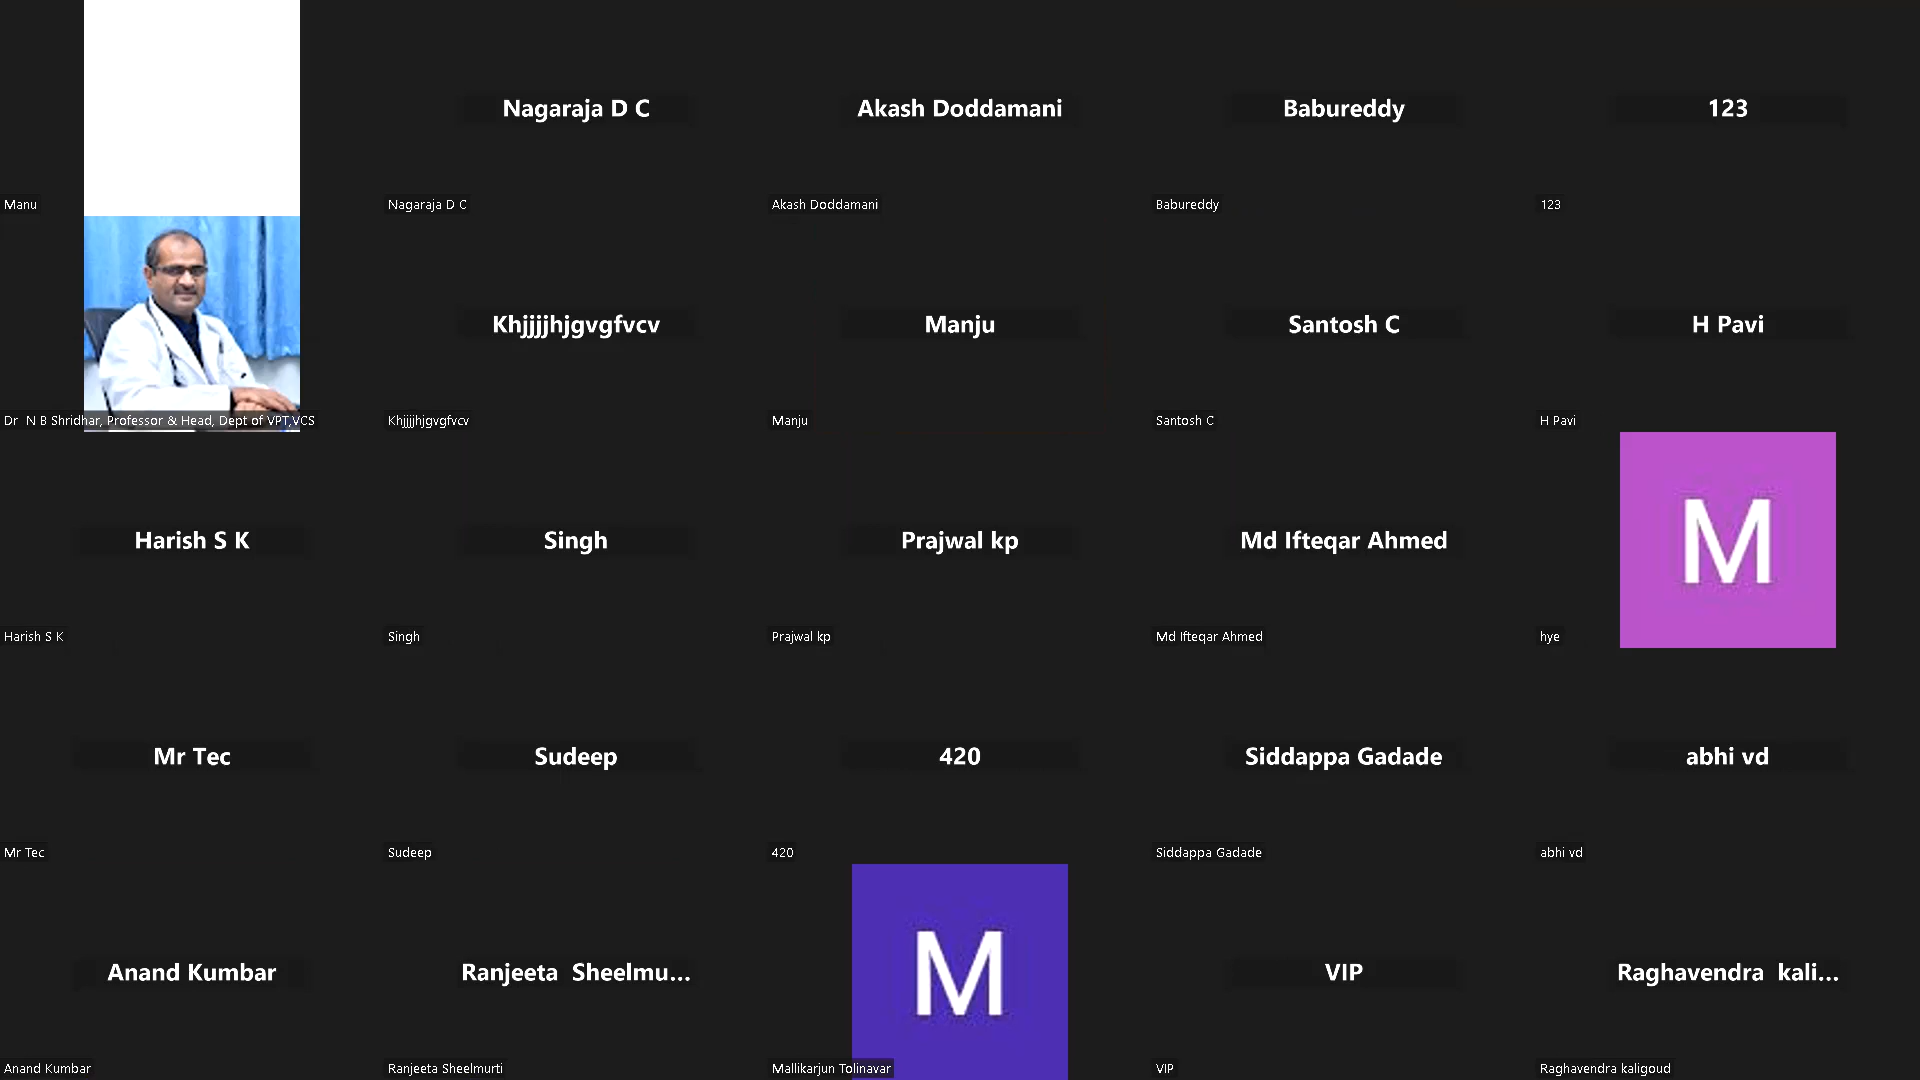 Manu
Nagaraja D C
Nagaraja D C
Akash Doddamani
Akash Doddamani
Babureddy
Babureddy
123
123
Dr N B Shridhar, Professor & Head, Dept of VPT,VCS
Khjjjjhjgvgfvcv
Khjjjjhjgvgfvcv
Manju
Manju
Santosh C
Santosh C
H Pavi
H Pavi
Harish S K
Harish S K
Singh
Singh
Prajwal kp
Prajwal kp
Md Ifteqar Ahmed
Md Ifteqar Ahmed
M
hye
Mr Tec
Mr Tec
Sudeep
Sudeep
420
420
Siddappa Gadade
Siddappa Gadade
abhi vd
abhi vd
Anand Kumbar
Anand Kumbar
Ranjeeta Sheelmu...
Ranjeeta Sheelmurti
M
Mallikarjun Tolinavar
VIP
VIP
Raghavendra kali...
Raghavendra kaligoud